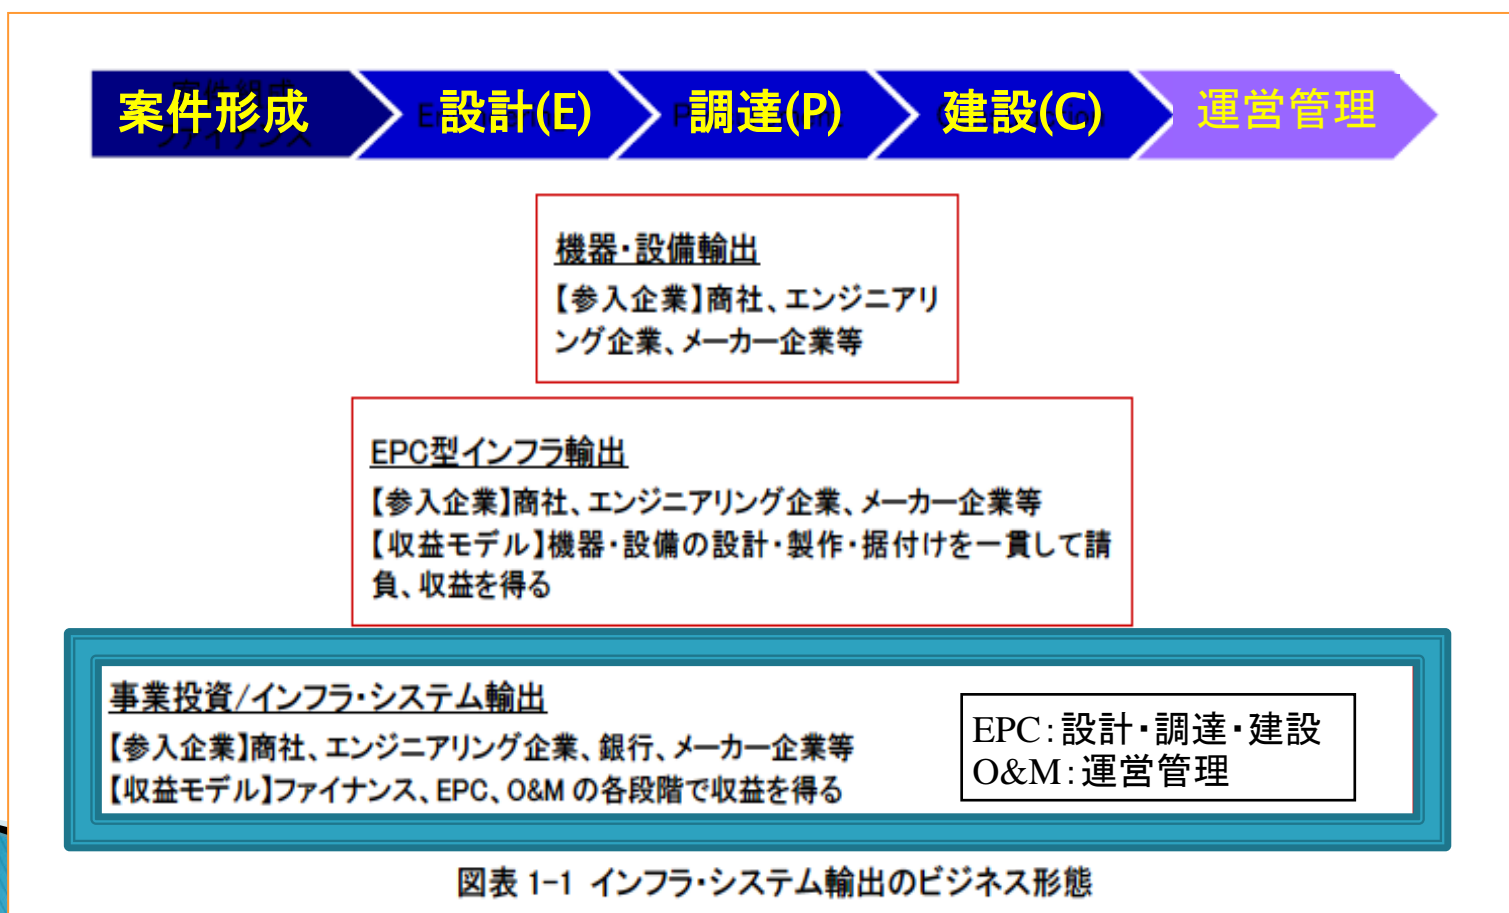 案件形成 設計(E) 調達(P) 建設(C) 運営管理
機器・設備輸出
【参入企業】商社、エンジニアリ
ング企業、メーカー企業等
EPC型インフラ輸出
【参入企業】商社、エンジニアリング企業、メーカー企業等
【収益モデル】機器・設備の設計・製作・据付けを一貫して請
負、収益を得る
事業投資/インフラ・システム輸出
【参入企業】商社、エンジニアリング企業、銀行、メーカー企業等
【収益モデル】ファイナンス、EPC、O&M の各段階で収益を得る
EPC：設計・調達・建設
O&M：運営管理
図表 1-1 インフラ・システム輸出のビジネス形態